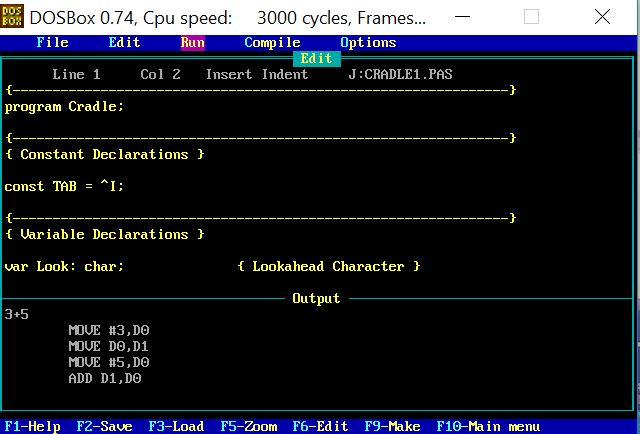 DOS BOX DOSBox 0.74, Cpu speed: 3000 cycles, Frames...
File Edit Run Compile Options
Edit
Line 1 Col 2 Insert Indent J:CRADLE1.PAS
{--------------------------------------------------------------}
program Cradle;
{--------------------------------------------------------------}
{ Constant Declarations }
const TAB = ^I;
{--------------------------------------------------------------}
{ Variable Declarations }
var Look: char; { Lookahead Character }
Output
3+5
MOVE #3,D0
MOVE D0,D1
MOVE #5,D0
ADD D1,D0
F1-Help F2-Save F3-Load F5-Zoom F6-Edit F9-Make F10-Main menu